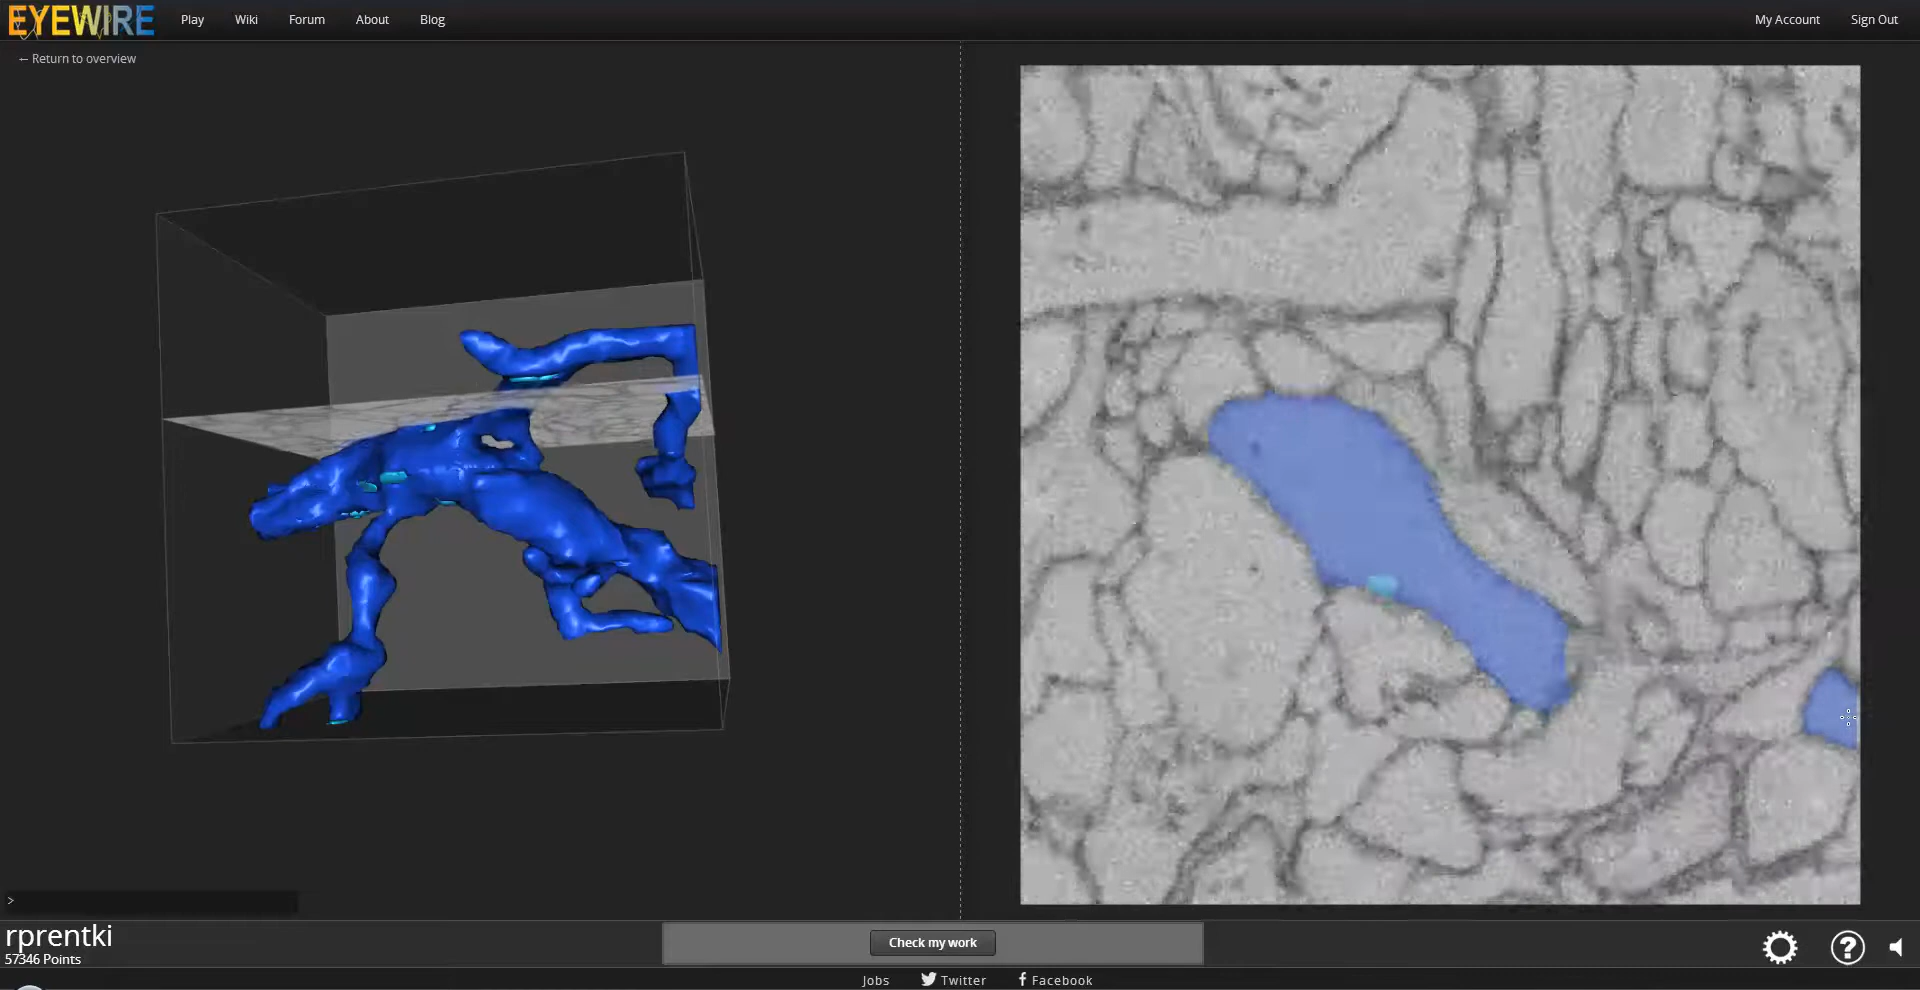 EYEWIRE Play Wiki Forum About Blog My Account Sign Out
← Return to overview
>
rprentki
57346 Points
Check my work
?
Jobs Twitter Facebook